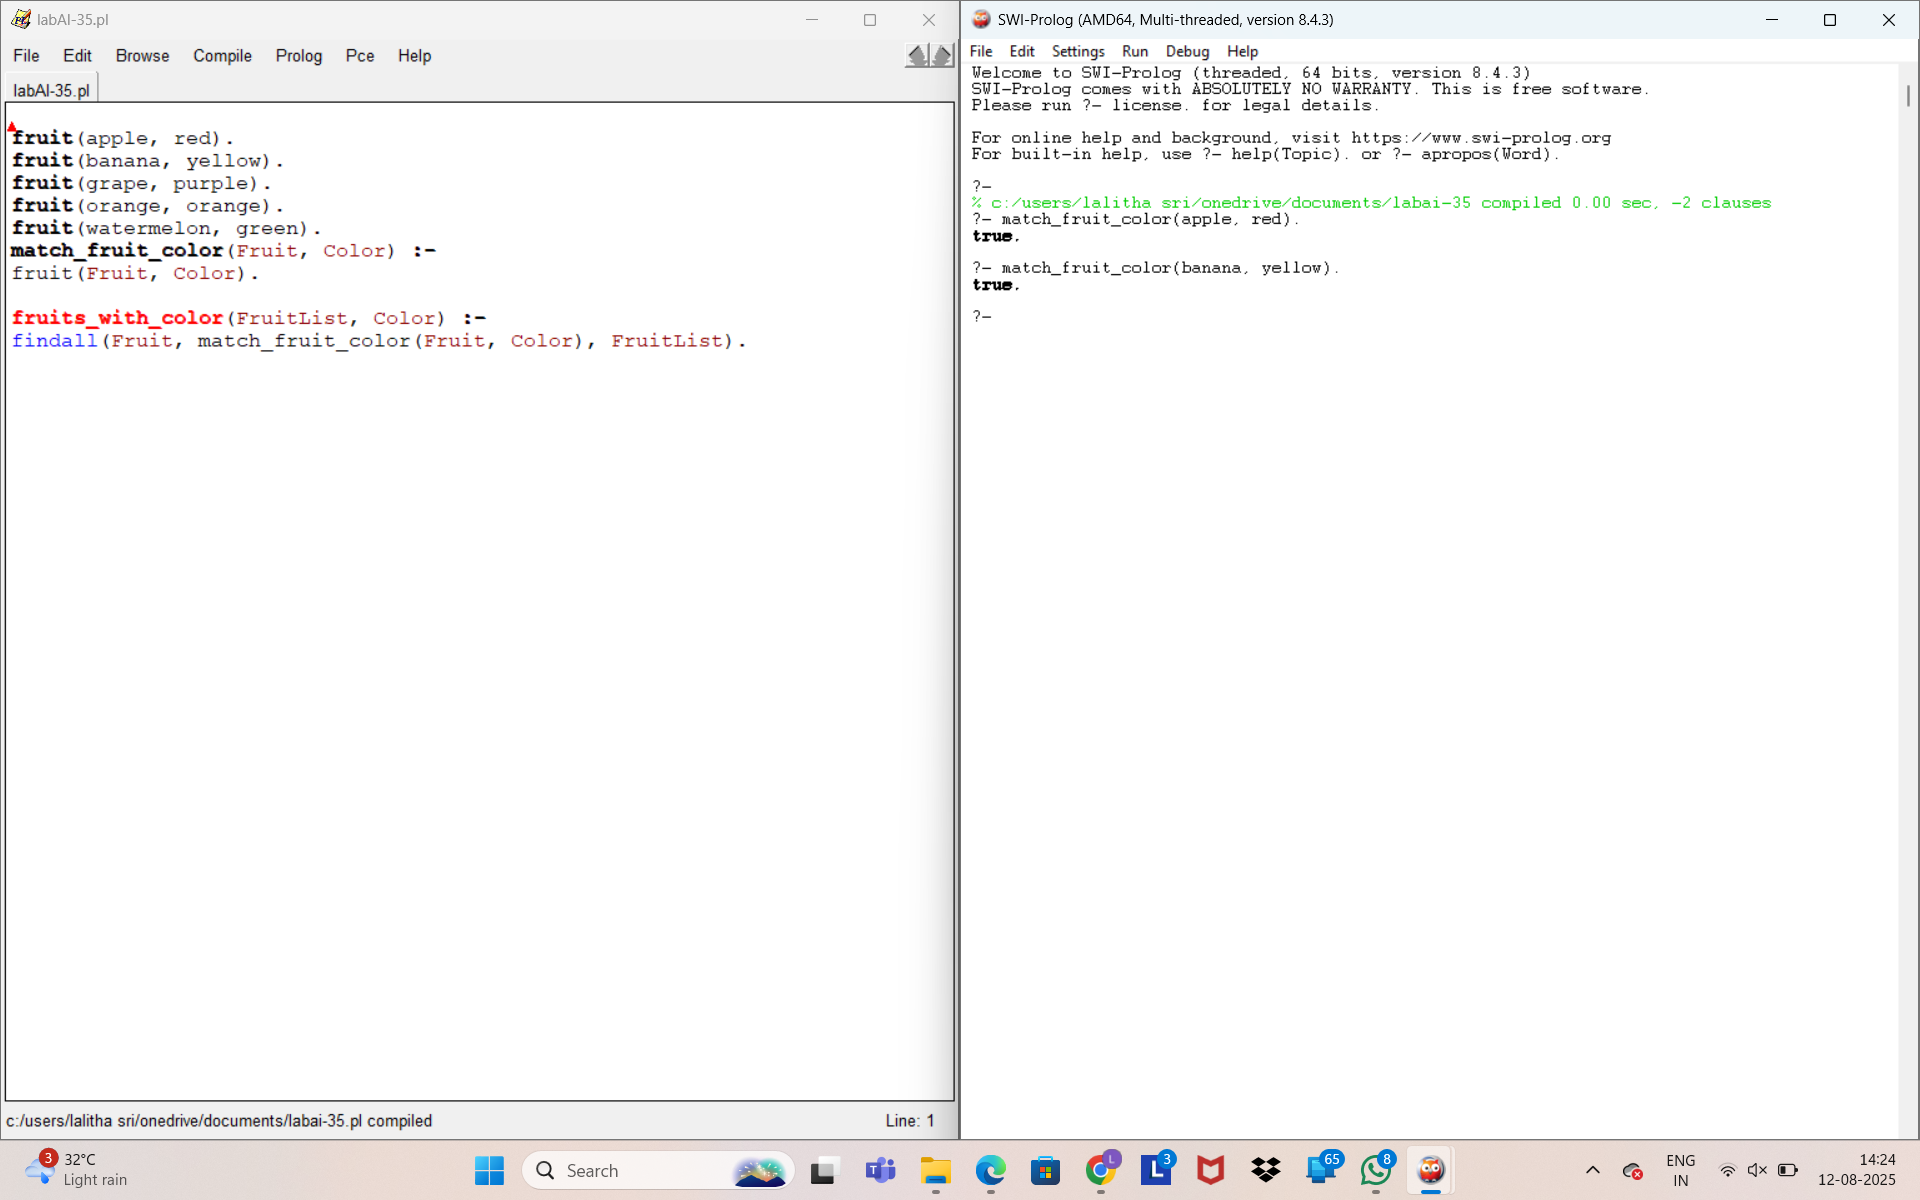 labAI-35.pl
File Edit Browse Compile Prolog Pce Help
labAI-35.pl
fruit(apple, red).
fruit(banana, yellow).
fruit(grape, purple).
fruit(orange, orange).
fruit(watermelon, green).
match_fruit_color(Fruit, Color) :-
fruit(Fruit, Color).
fruits_with_color(FruitList, Color) :-
findall(Fruit, match_fruit_color(Fruit, Color), FruitList).
c:/users/lalitha sri/onedrive/documents/labai-35.pl compiled
Line: 1
SWI-Prolog (AMD64, Multi-threaded, version 8.4.3)
File Edit Settings Run Debug Help
Welcome to SWI-Prolog (threaded, 64 bits, version 8.4.3)
SWI-Prolog comes with ABSOLUTELY NO WARRANTY. This is free software.
Please run ?- license. for legal details.
For online help and background, visit https://www.swi-prolog.org
For built-in help, use ?- help(Topic). or ?- apropos(Word).
?-
% c:/users/lalitha sri/onedrive/documents/labai-35 compiled 0.00 sec, -2 clauses
?- match_fruit_color(apple, red).
true.
?- match_fruit_color(banana, yellow).
true.
?-
3
32°C
Light rain
Search
L
L
3
65
8
ENG
IN
14:24
12-08-2025